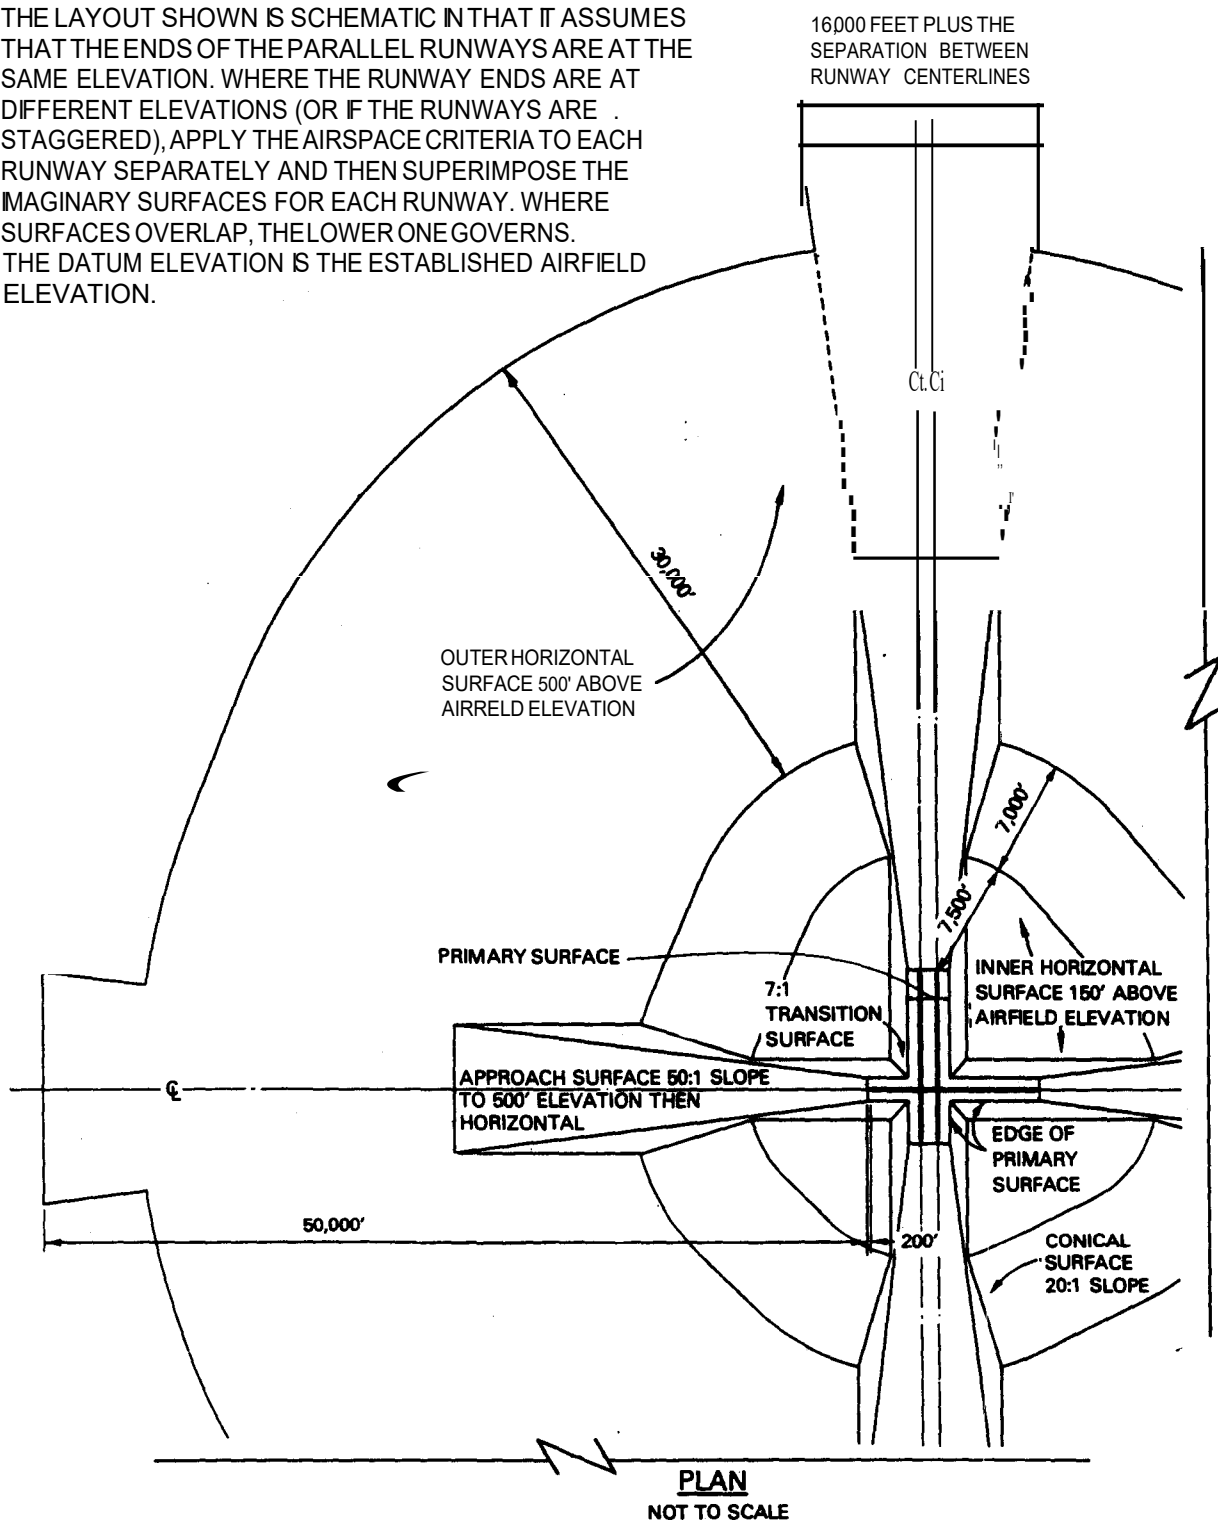 THE LAYOUT SHOWN IS SCHEMATIC IN THAT IT ASSUMES
THAT THE ENDS OF THE PARALLEL RUNWAYS ARE AT THE
SAME ELEVATION. WHERE THE RUNWAY ENDS ARE AT
DIFFERENT ELEVATIONS (OR IF THE RUNWAYS ARE .
STAGGERED), APPLY THE AIRSPACE CRITERIA TO EACH
RUNWAY SEPARATELY AND THEN SUPERIMPOSE THE
IMAGINARY SURFACES FOR EACH RUNWAY. WHERE
SURFACES OVERLAP, THE LOWER ONE GOVERNS.
THE DATUM ELEVATION IS THE ESTABLISHED AIRFIELD
ELEVATION.
16,000 FEET PLUS THE
SEPARATION BETWEEN
RUNWAY CENTERLINES
Ct. Ci
30,000'
OUTER HORIZONTAL
SURFACE 500' ABOVE
AIRRELD ELEVATION
7,000'
7,500'
PRIMARY SURFACE
7:1
TRANSITION
SURFACE
INNER HORIZONTAL
SURFACE 150' ABOVE
AIRFIELD ELEVATION
℄
APPROACH SURFACE 50:1 SLOPE
TO 500' ELEVATION THEN
HORIZONTAL
EDGE OF
PRIMARY
SURFACE
50,000'
200'
CONICAL
SURFACE
20:1 SLOPE
PLAN
NOT TO SCALE